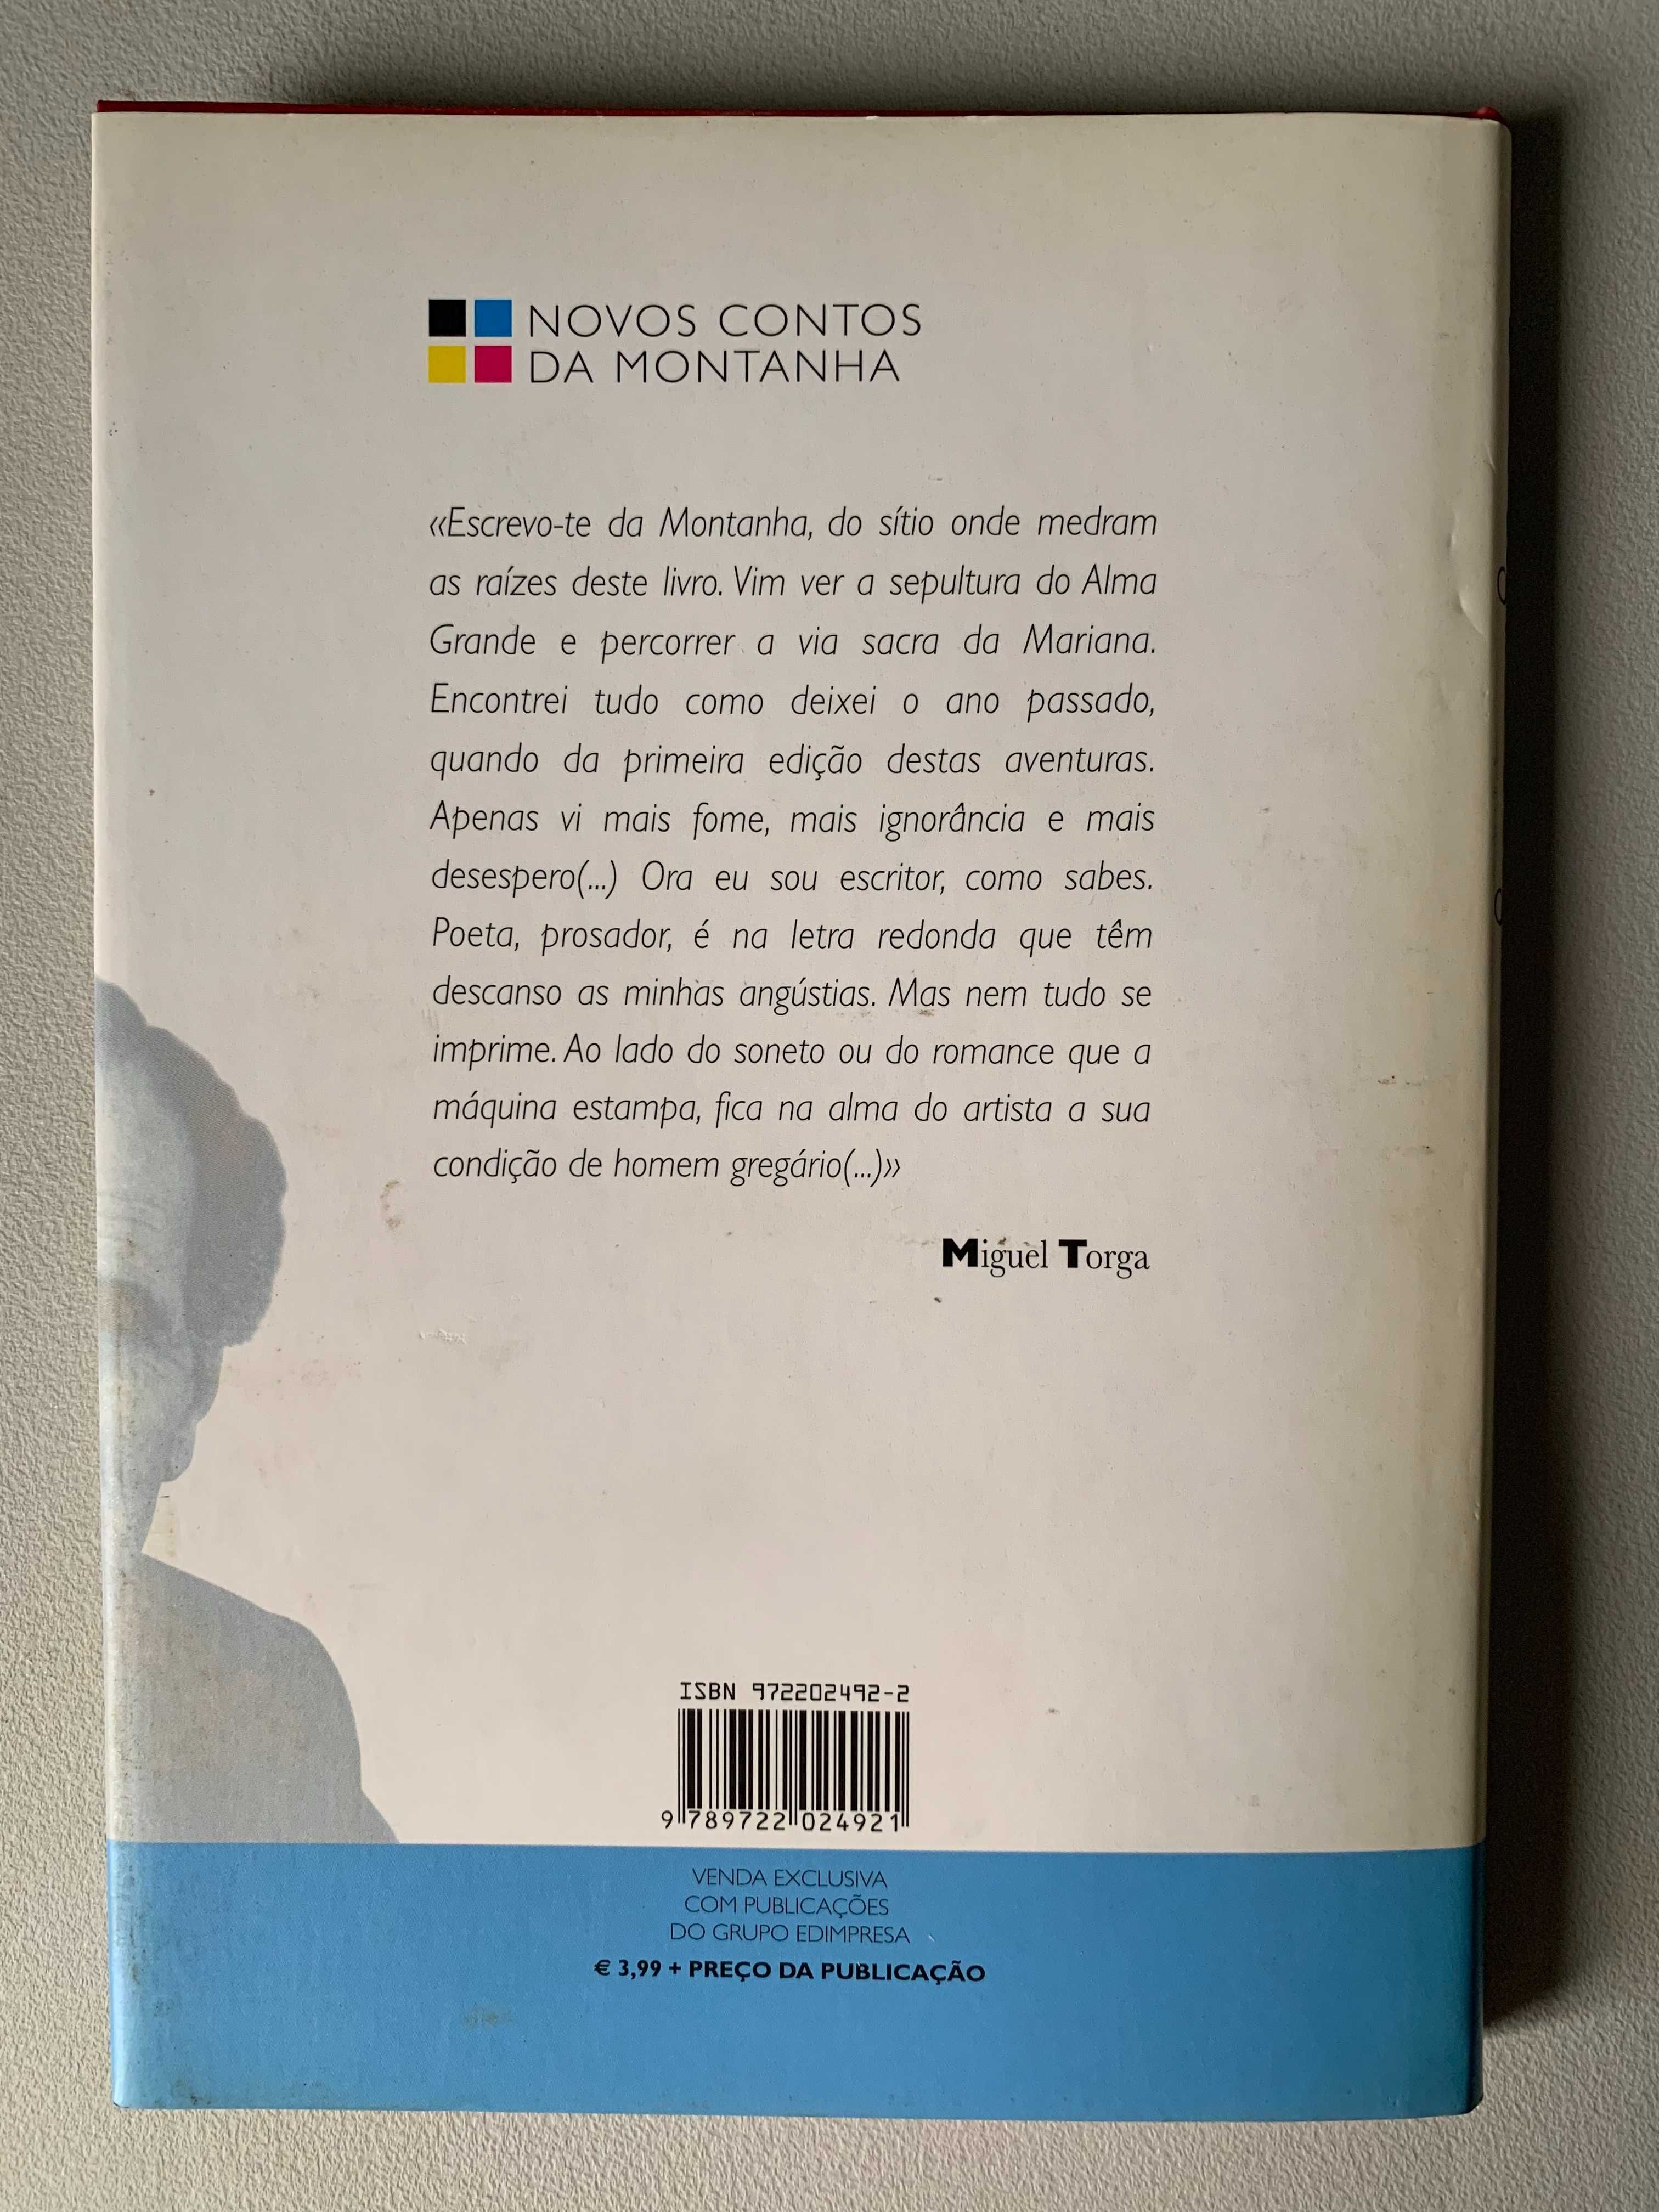 NOVOS CONTOS
DA MONTANHA
«Escrevo-te da Montanha, do sítio onde medram
as raízes deste livro. Vim ver a sepultura do Alma
Grande e percorrer a via sacra da Mariana.
Encontrei tudo como deixei o ano passado,
quando da primeira edição destas aventuras.
Apenas vi mais fome, mais ignorância e mais
desespero(...) Ora eu sou escritor, como sabes.
Poeta, prosador, é na letra redonda que têm
descanso as minhas angústias. Mas nem tudo se
imprime. Ao lado do soneto ou do romance que a
máquina estampa, fica na alma do artista a sua
condição de homem gregário(...)»
Miguel Torga
ISBN 972202492-2
9 789722 024921
VENDA EXCLUSIVA
COM PUBLICAÇÕES
DO GRUPO EDIMPRESA
€ 3,99 + PREÇO DA PUBLICAÇÃO